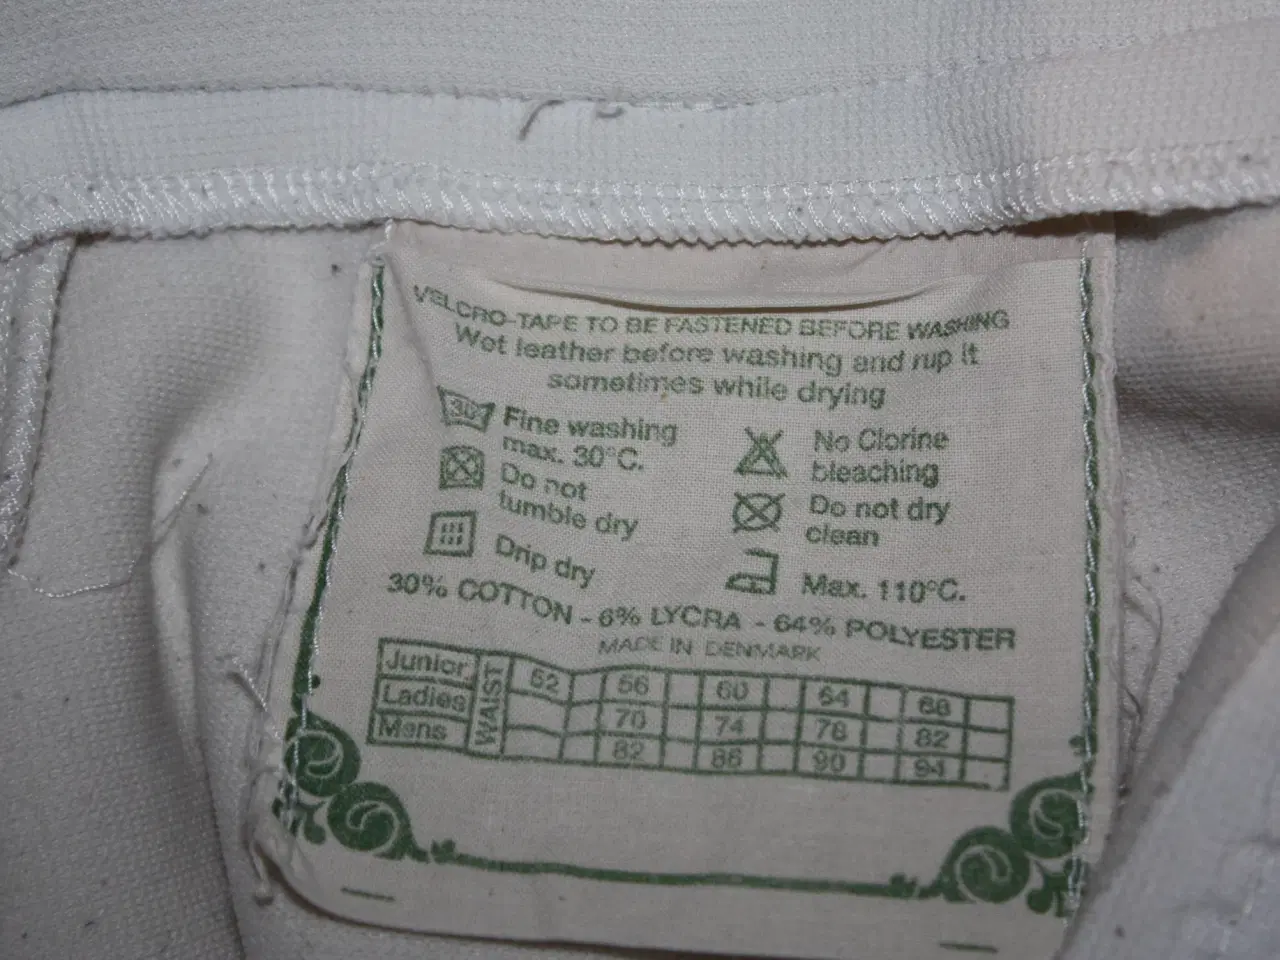 VELCRO-TAPE TO BE FASTENED BEFORE WASHING
Wet leather before washing and rup it
sometimes while drying
30° Fine washing
max. 30°C.
Do not
tumble dry
Drip dry
No Clorine
bleaching
Do not dry
clean
Max. 110°C.
30% COTTON - 6% LYCRA - 64% POLYESTER
MADE IN DENMARK
WAIST
Junior 52 56 60 64 68
Ladies 70 74 78 82
Mens 82 86 90 94